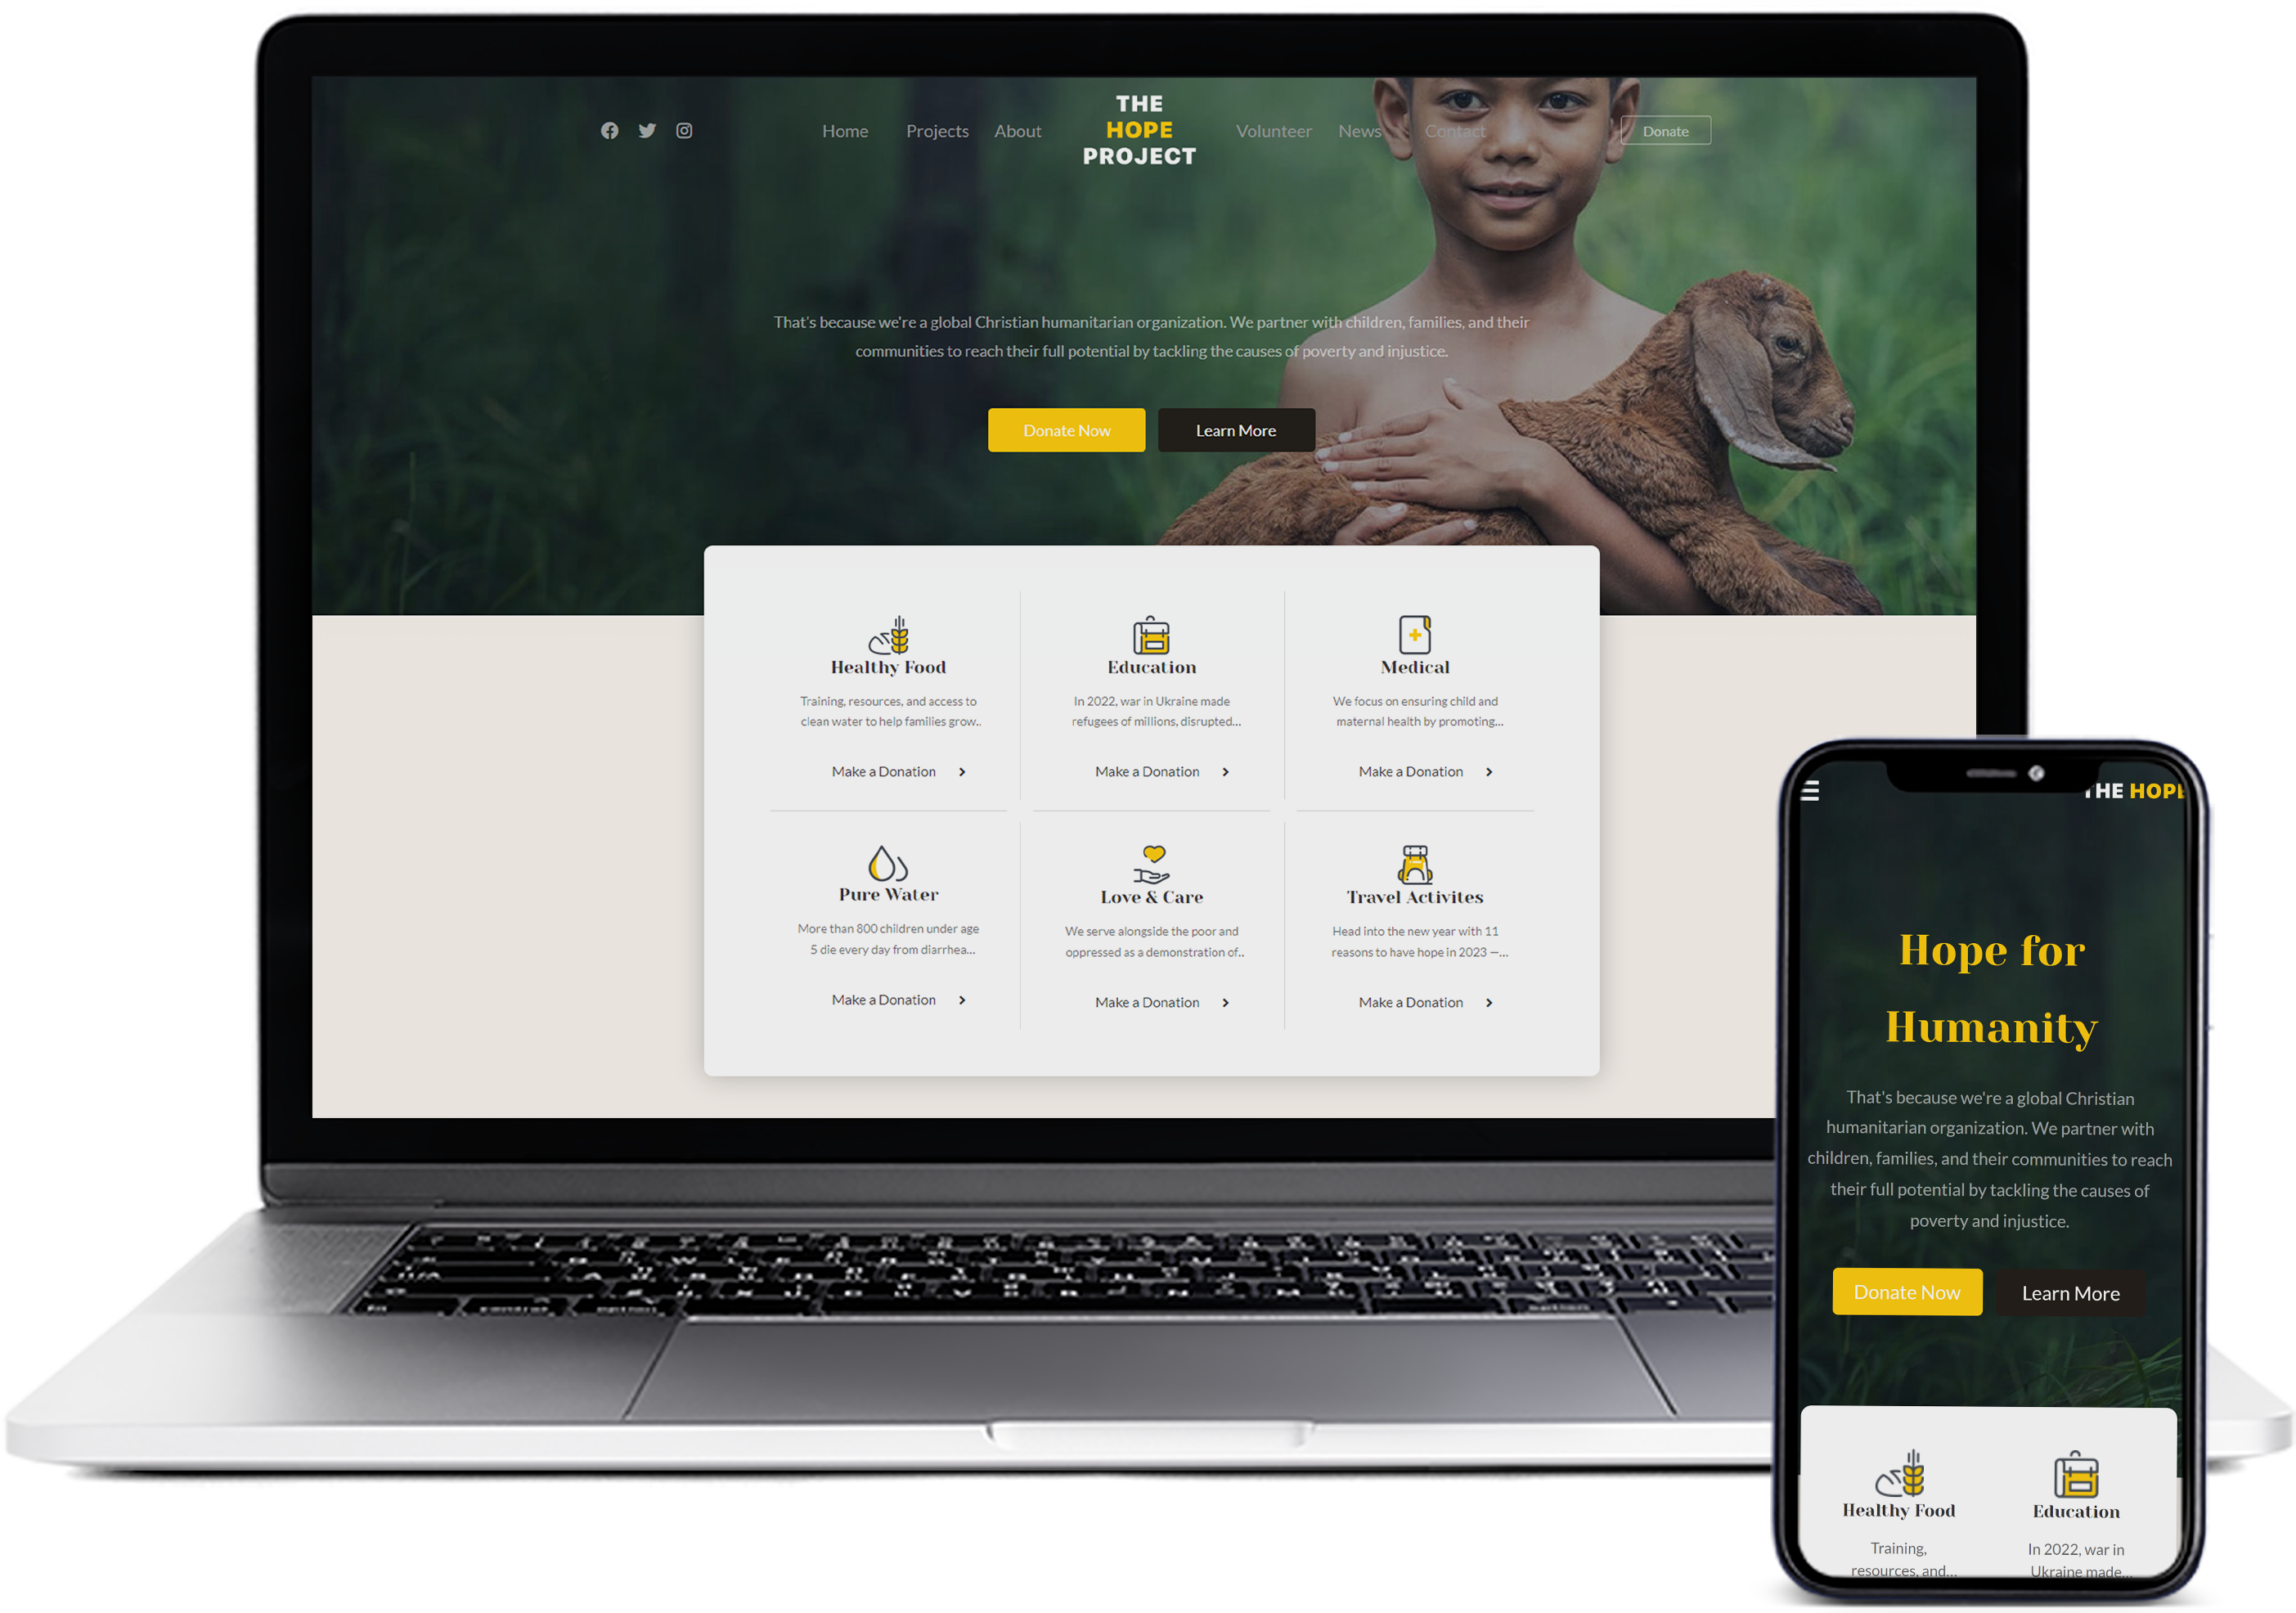 Home Projects About
THE
HOPE
PROJECT
Volunteer News Contact
Donate
That's because we're a global Christian humanitarian organization. We partner with children, families, and their
communities to reach their full potential by tackling the causes of poverty and injustice.
Donate Now Learn More
Healthy Food
Training, resources, and access to
clean water to help families grow..
Make a Donation
Education
In 2022, war in Ukraine made
refugees of millions, disrupted...
Make a Donation
Medical
We focus on ensuring child and
maternal health by promoting...
Make a Donation
Pure Water
More than 800 children under age
5 die every day from diarrhea...
Make a Donation
Love & Care
We serve alongside the poor and
oppressed as a demonstration of..
Make a Donation
Travel Activites
Head into the new year with 11
reasons to have hope in 2023 —...
Make a Donation
THE HOPE
Hope for
Humanity
That's because we're a global Christian
humanitarian organization. We partner with
children, families, and their communities to reach
their full potential by tackling the causes of
poverty and injustice.
Donate Now Learn More
Healthy Food
Training,
resources, and...
Education
In 2022, war in
Ukraine made...